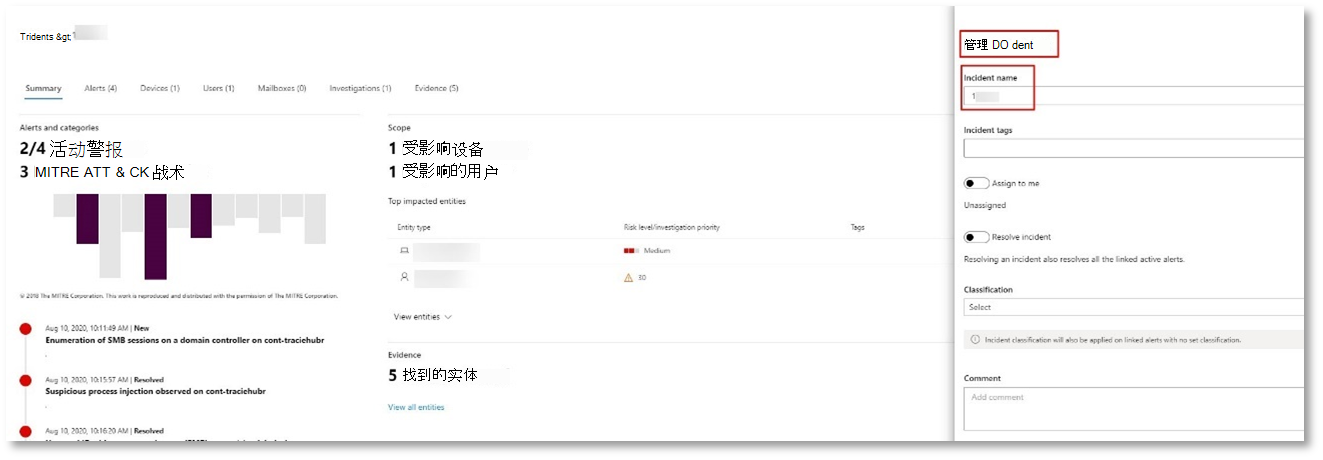 Tridents &gt;
Summary Alerts (4) Devices (1) Users (1) Mailboxes (0) Investigations (1) Evidence (5)
Alerts and categories
2/4 活动警报
3 MITRE ATT & CK 战术
© 2018 The MITRE Corporation. This work is reproduced and distributed with the permission of The MITRE Corporation.
Aug 10, 2020, 10:11:49 AM | New
Enumeration of SMB sessions on a domain controller on cont-traciehubr
Aug 10, 2020, 10:15:57 AM | Resolved
Suspicious process injection observed on cont-traciehubr
Aug 10, 2020, 10:16:20 AM | Resolved
Scope
1 受影响设备
1 受影响的用户
Top impacted entities
Entity type Risk level/investigation priority Tags
Medium
30
View entities
Evidence
5 找到的实体
View all entities
管理 DO dent
Incident name
1
Incident tags
Assign to me
Unassigned
Resolve incident
Resolving an incident also resolves all the linked active alerts.
Classification
Select
Incident classification will also be applied on linked alerts with no set classification.
Comment
Add comment